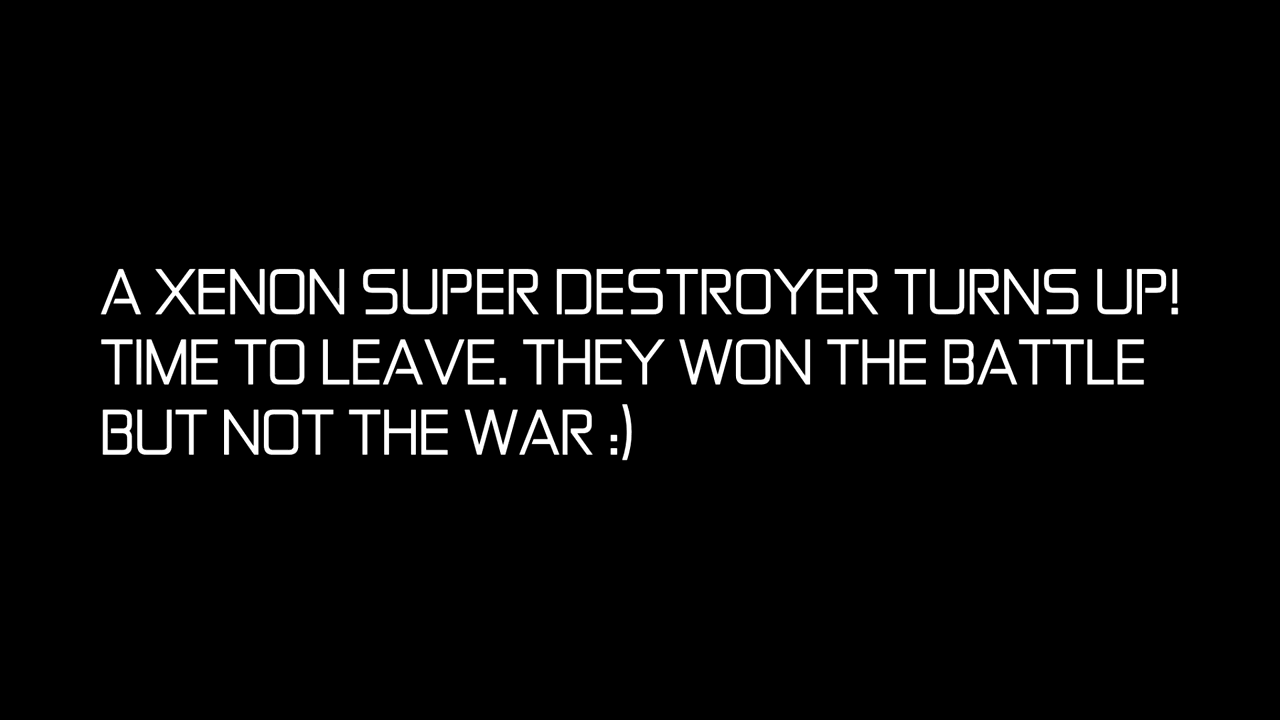 A XENON SUPER DESTROYER TURNS UP!
TIME TO LEAVE. THEY WON THE BATTLE
BUT NOT THE WAR :)